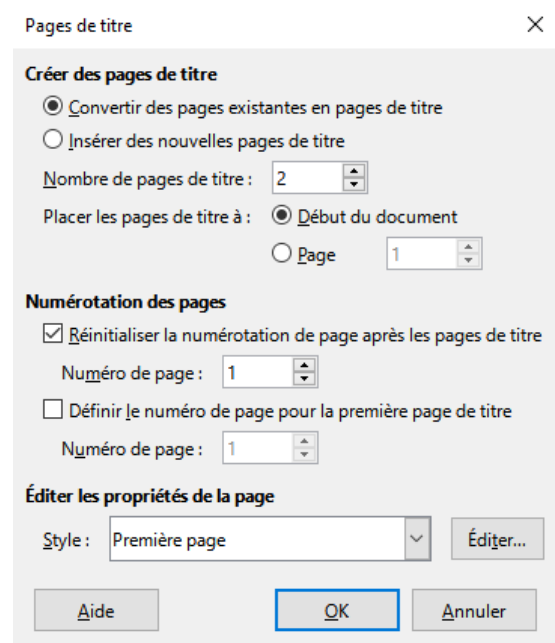 Pages de titre
Créer des pages de titre
Convertir des pages existantes en pages de titre
Insérer des nouvelles pages de titre
Nombre de pages de titre : 2
Placer les pages de titre à : Début du document
Page 1
Numérotation des pages
Réinitialiser la numérotation de page après les pages de titre
Numéro de page : 1
Définir le numéro de page pour la première page de titre
Numéro de page : 1
Éditer les propriétés de la page
Style : Première page Éditer...
Aide OK Annuler